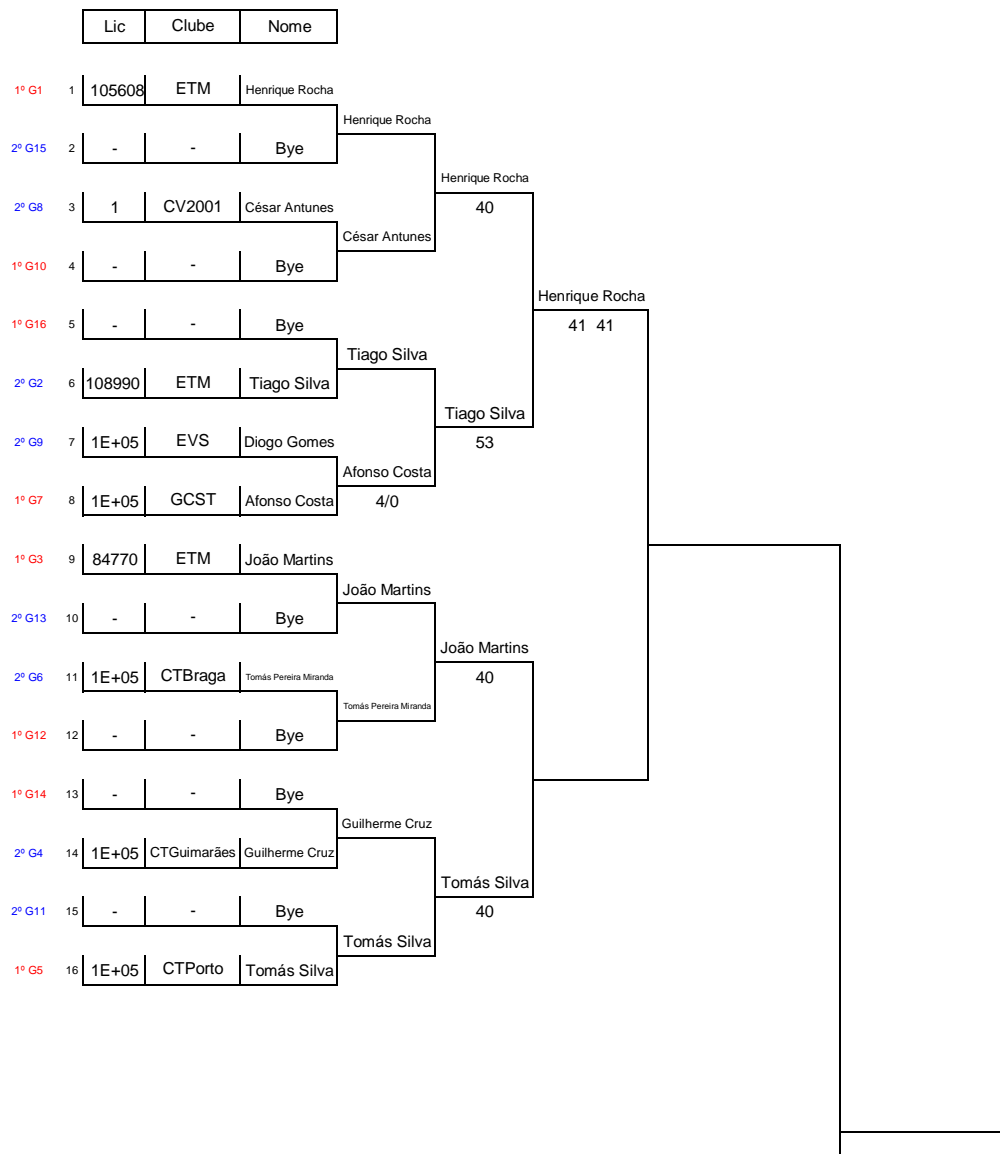 Lic Clube Nome
1º G1 1 105608 ETM Henrique Rocha
Henrique Rocha
2º G15 2 - - Bye
Henrique Rocha
2º G8 3 1 CV2001 César Antunes
40
César Antunes
1º G10 4 - - Bye
Henrique Rocha
1º G16 5 - - Bye
41 41
Tiago Silva
2º G2 6 108990 ETM Tiago Silva
Tiago Silva
2º G9 7 1E+05 EVS Diogo Gomes
53
Afonso Costa
1º G7 8 1E+05 GCST Afonso Costa
4/0
1º G3 9 84770 ETM João Martins
João Martins
2º G13 10 - - Bye
João Martins
2º G6 11 1E+05 CTBraga Tomás Pereira Miranda
40
Tomás Pereira Miranda
1º G12 12 - - Bye
1º G14 13 - - Bye
Guilherme Cruz
2º G4 14 1E+05 CTGuimarães Guilherme Cruz
Tomás Silva
2º G11 15 - - Bye
40
Tomás Silva
1º G5 16 1E+05 CTPorto Tomás Silva